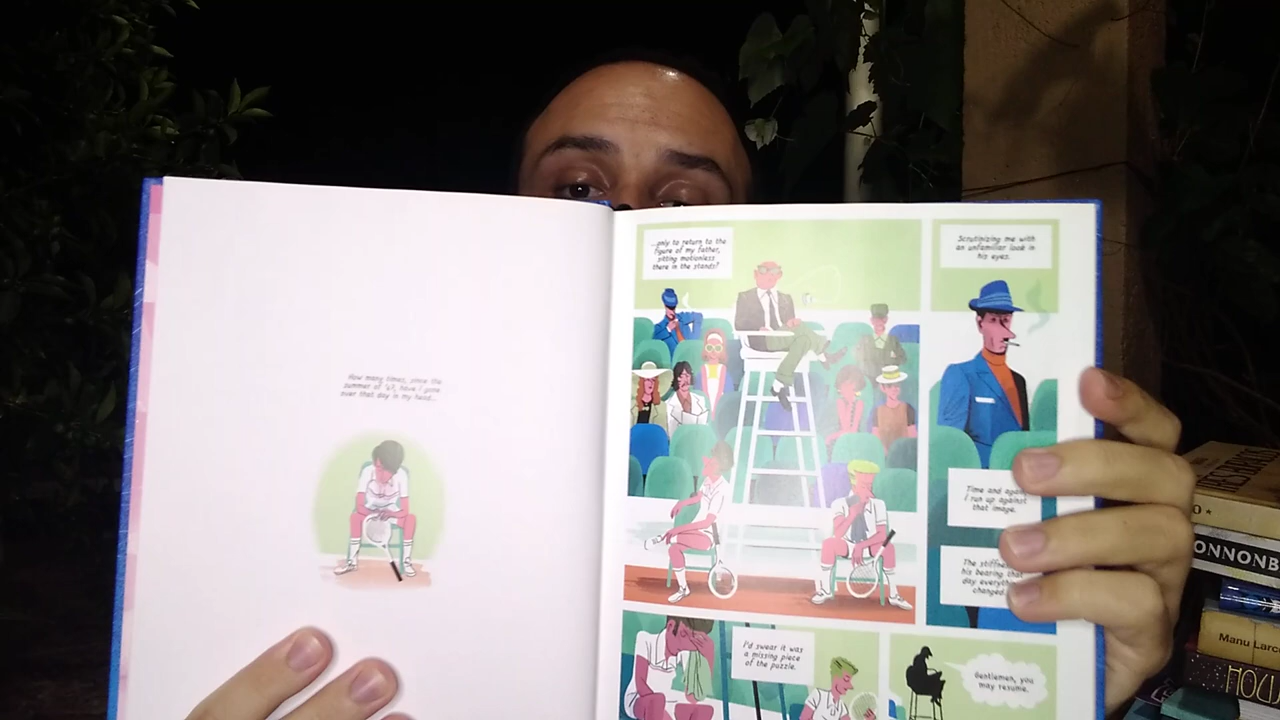 How many times, since the
summer of '67, have I gone
over that day in my head...
...only to return to the
figure of my father,
sitting motionless
there in the stands?
Scrutinizing me with
an unfamiliar look in
his eyes.
Time and again
I run up against
that image.
The stiffness
his bearing that
day everything
changed.
I'd swear it was
a missing piece
of the puzzle.
Gentlemen, you
may resume.
ONNONB
Manu Larc
HOLI